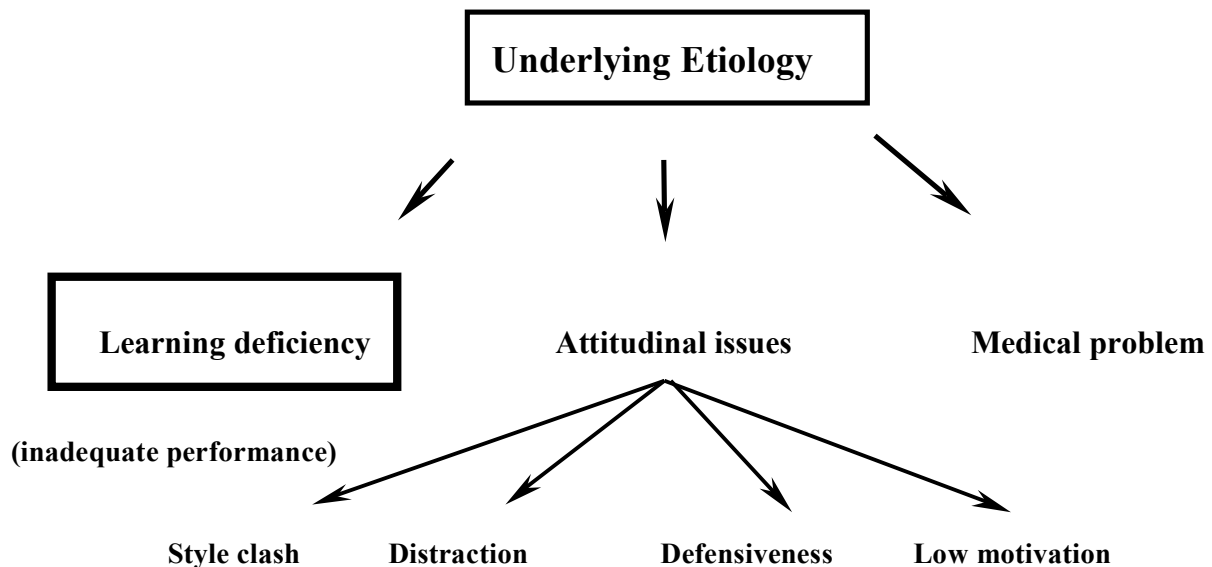 Underlying Etiology
Learning deficiency
Attitudinal issues
Medical problem
(inadequate performance)
Style clash
Distraction
Defensiveness
Low motivation